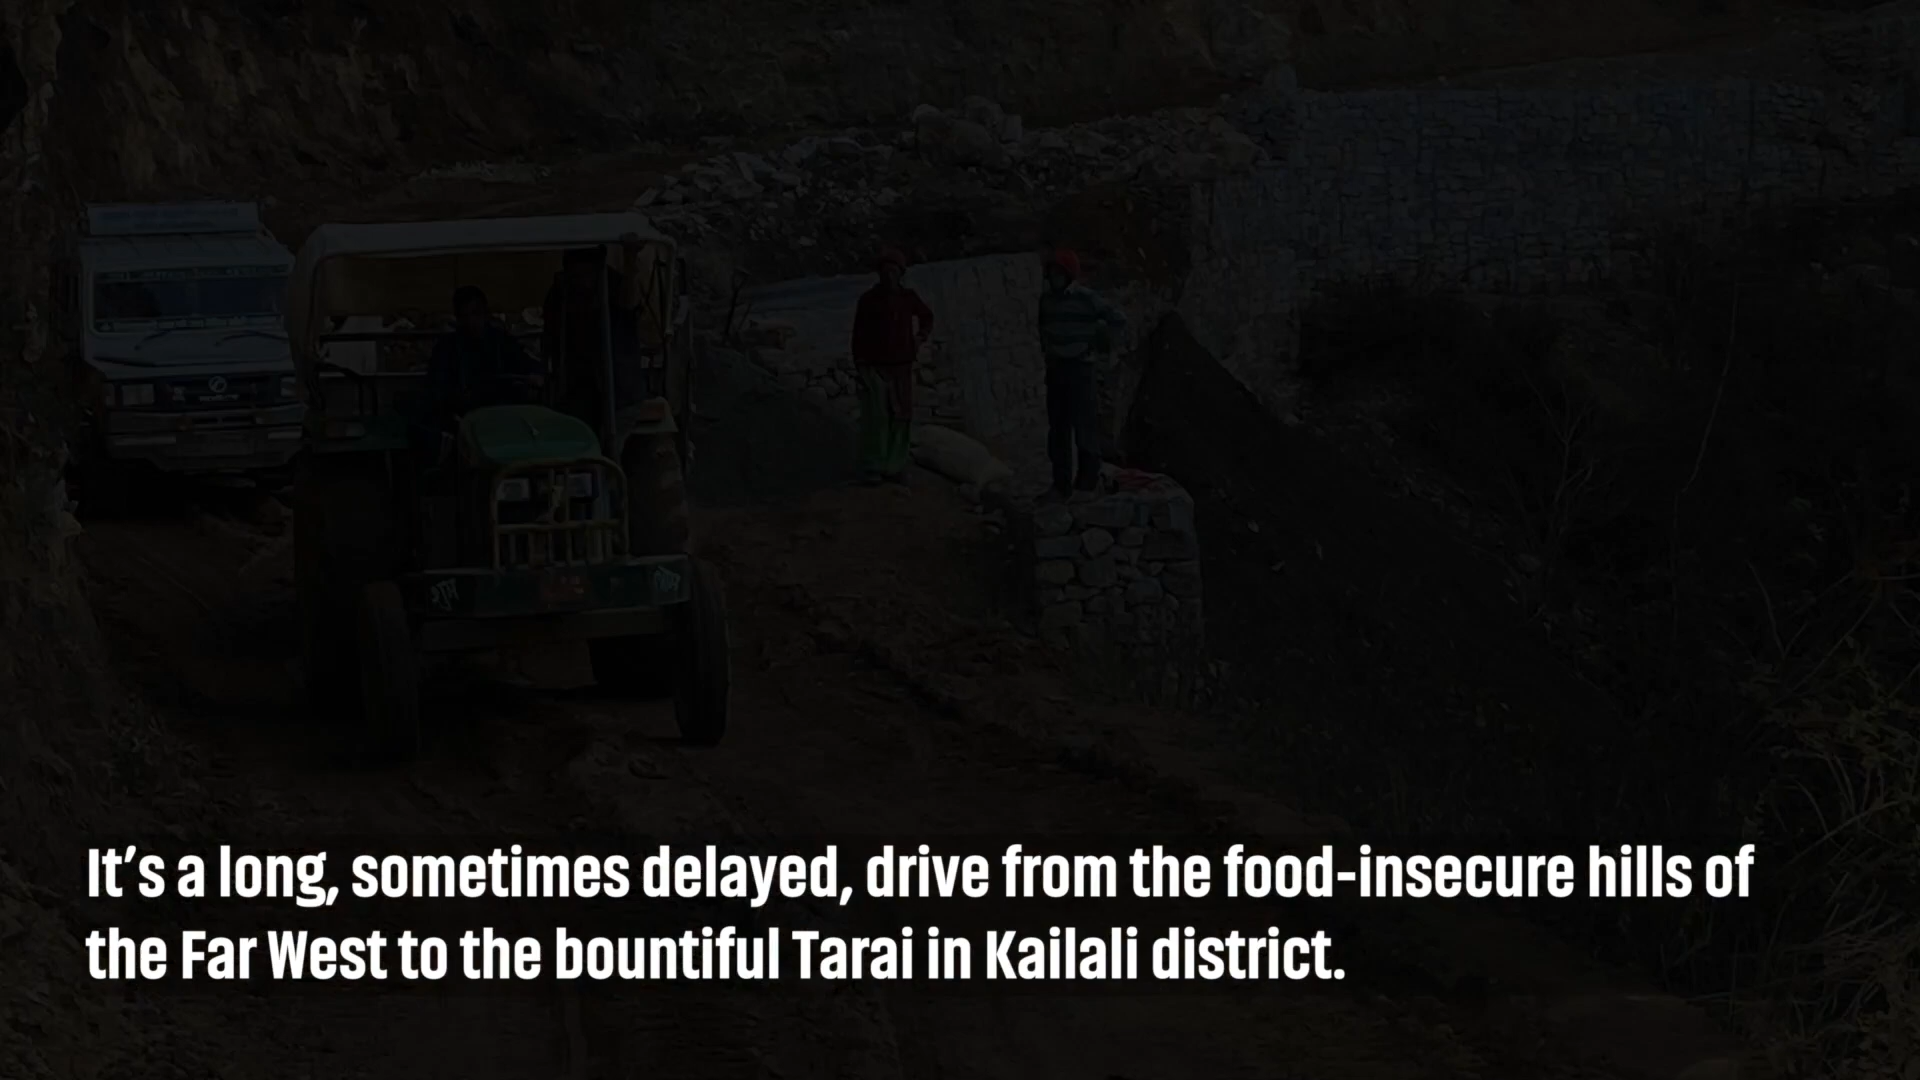 शुभ
It's a long, sometimes delayed, drive from the food-insecure hills of
the Far West to the bountiful Tarai in Kailali district.